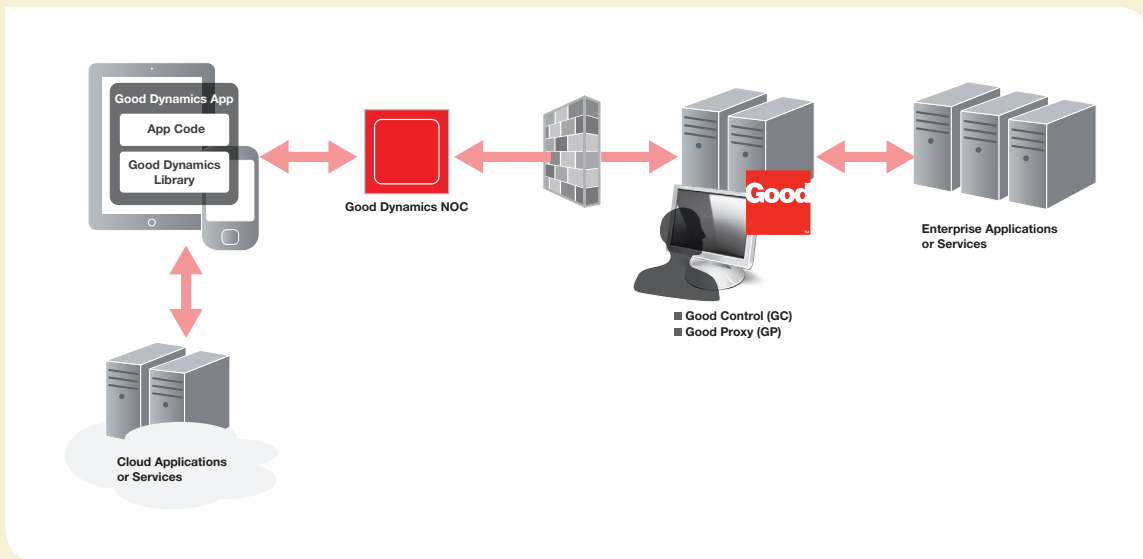 Good Dynamics App
App Code
Good Dynamics
Library
Good Dynamics NOC
Good
Good Control (GC)
Good Proxy (GP)
Enterprise Applications
or Services
Cloud Applications
or Services